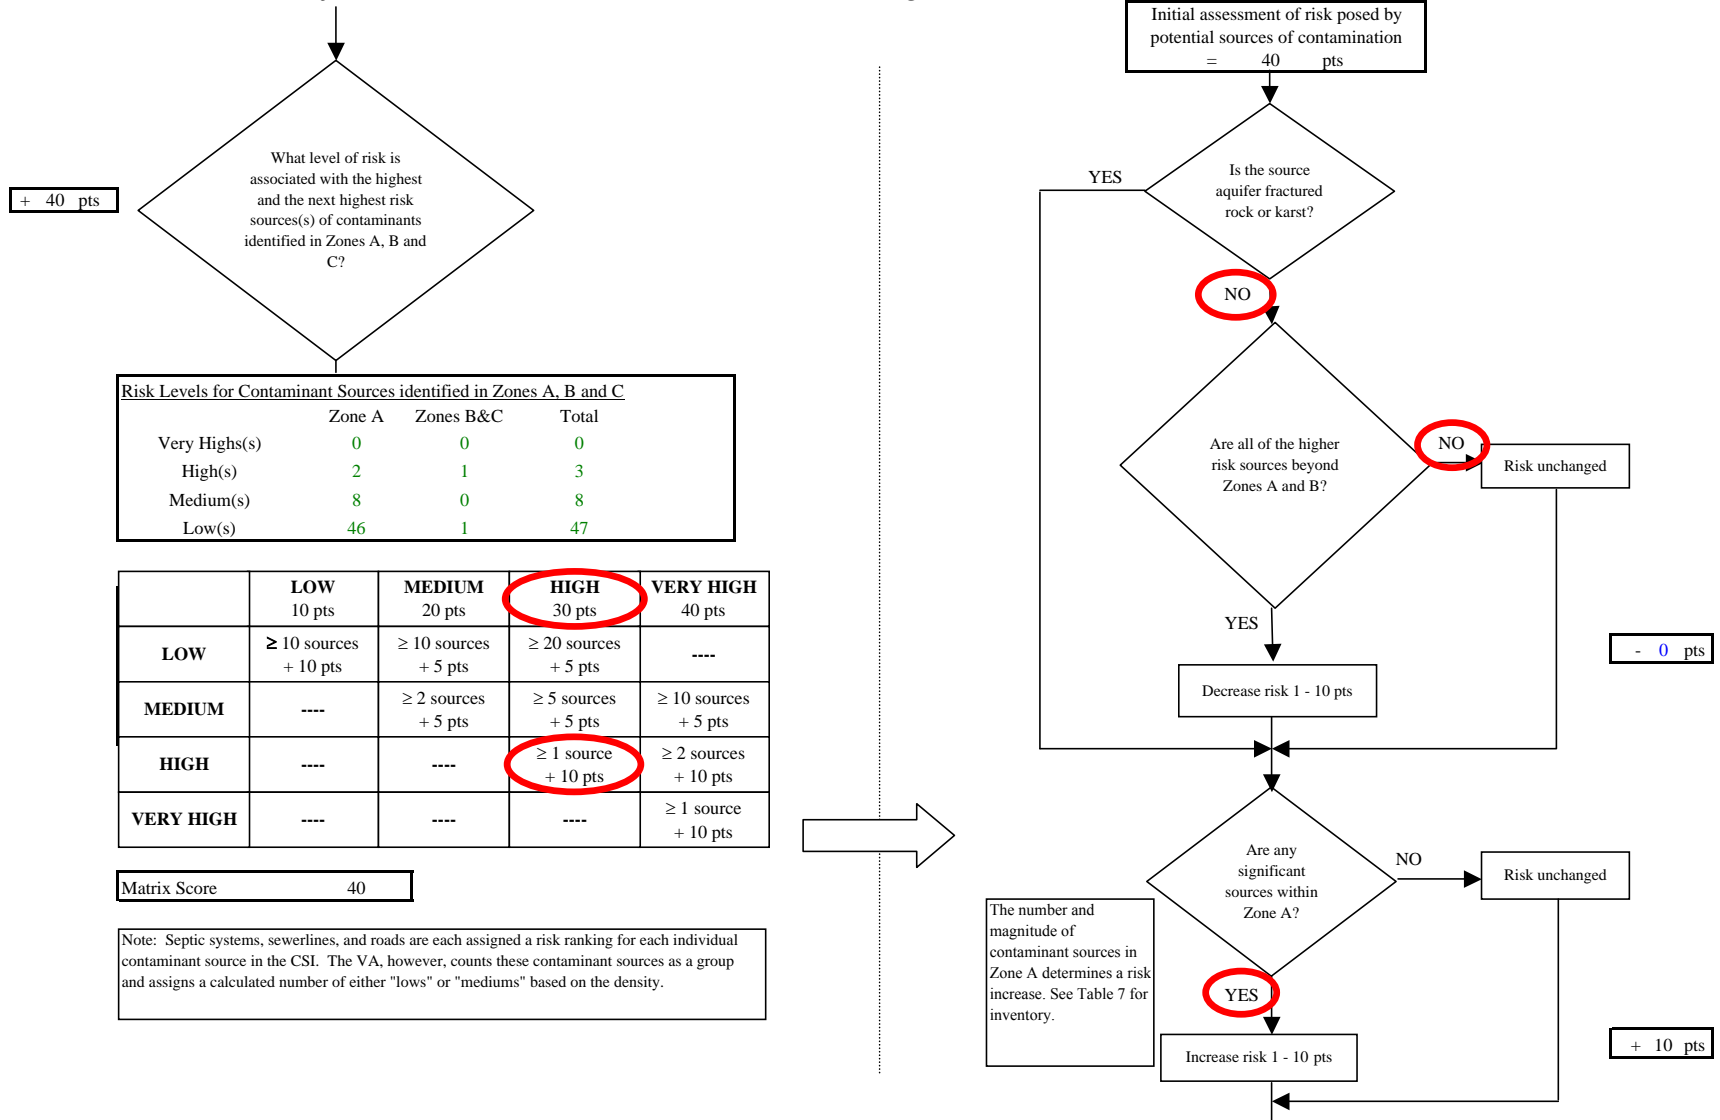 What level of risk is
associated with the highest
and the next highest risk
sources(s) of contaminants
identified in Zones A, B and
C?
+ 40 pts
Risk Levels for Contaminant Sources identified in Zones A, B and C
Zone A Zones B&C Total
Very Highs(s) 0 0 0
High(s) 2 1 3
Medium(s) 8 0 8
Low(s) 46 1 47
LOW MEDIUM HIGH VERY HIGH
10 pts 20 pts 30 pts 40 pts
LOW ≥ 10 sources + 10 pts ≥ 10 sources + 5 pts ≥ 20 sources + 5 pts ----
MEDIUM ---- ≥ 2 sources + 5 pts ≥ 5 sources + 5 pts ≥ 10 sources + 5 pts
HIGH ---- ---- ≥ 1 source + 10 pts ≥ 2 sources + 10 pts
VERY HIGH ---- ---- ---- ≥ 1 source + 10 pts
Matrix Score 40
Note: Septic systems, sewerlines, and roads are each assigned a risk ranking for each individual
contaminant source in the CSI. The VA, however, counts these contaminant sources as a group
and assigns a calculated number of either "lows" or "mediums" based on the density.
Initial assessment of risk posed by
potential sources of contamination
= 40 pts
Is the source
aquifer fractured
rock or karst?
YES
NO
Are all of the higher
risk sources beyond
Zones A and B?
NO
Risk unchanged
YES
Decrease risk 1 - 10 pts
- 0 pts
Are any
significant
sources within
Zone A?
NO
Risk unchanged
The number and
magnitude of
contaminant sources in
Zone A determines a risk
increase. See Table 7 for
inventory.
YES
Increase risk 1 - 10 pts
+ 10 pts